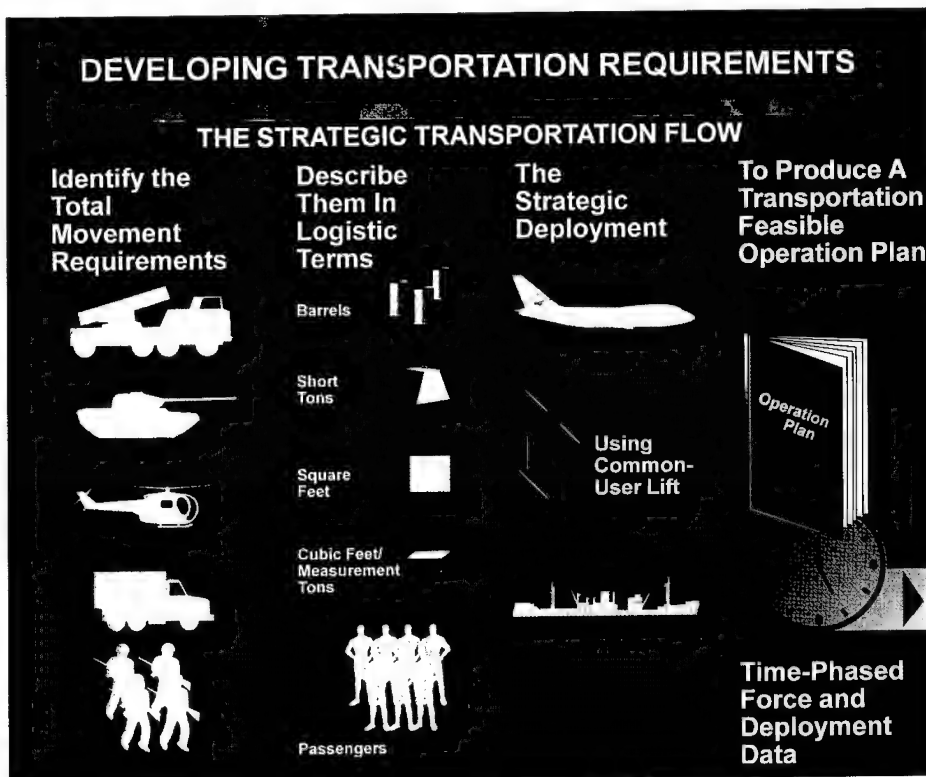 DEVELOPING TRANSPORTATION REQUIREMENTS
THE STRATEGIC TRANSPORTATION FLOW
Identify the
Total
Movement
Requirements
Describe
Them In
Logistic
Terms
Barrels
Short
Tons
Square
Feet
Cubic Feet/
Measurement
Tons
Passengers
The
Strategic
Deployment
Using
Common-
User Lift
To Produce A
Transportation
Feasible
Operation Plan
Operation
Plan
Time-Phased
Force and
Deployment
Data